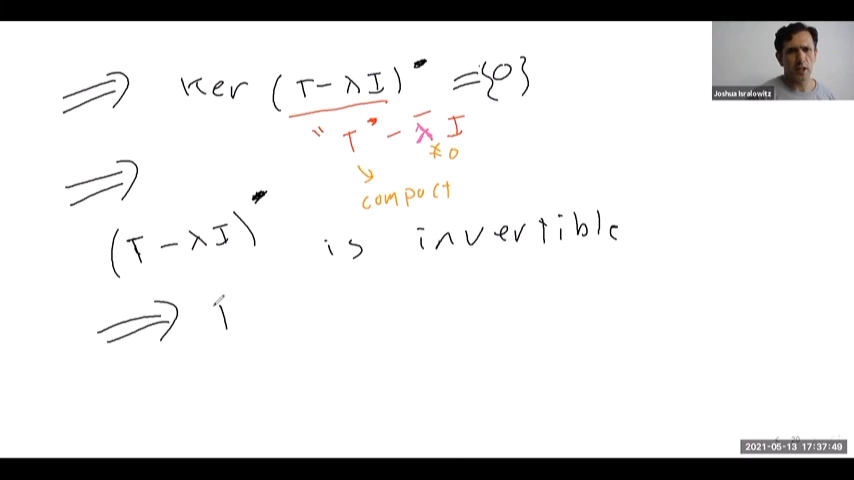 ⟹ Ker (T - λI)* = {0}
"T* - λ̄ I
≠ 0
compact
⟹
(T - λI)* is invertible
⟹ T
Joshua Isralowitz
2021-05-13 17:37:49